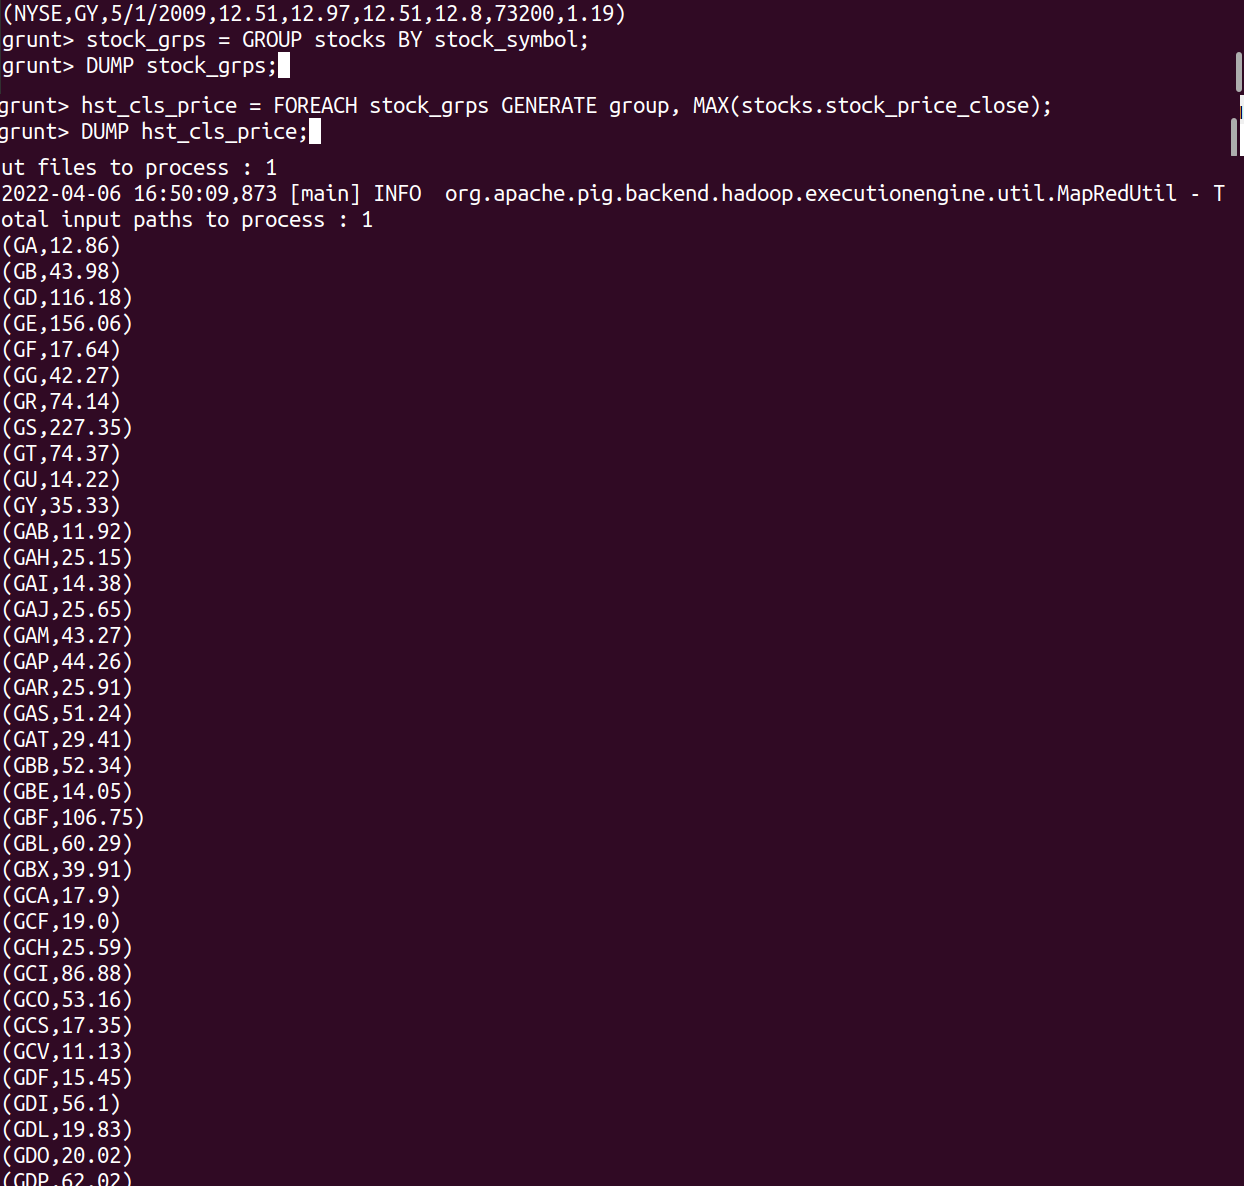 (NYSE,GY,5/1/2009,12.51,12.97,12.51,12.8,73200,1.19)
grunt> stock_grps = GROUP stocks BY stock_symbol;
grunt> DUMP stock_grps;
grunt> hst_cls_price = FOREACH stock_grps GENERATE group, MAX(stocks.stock_price_close);
grunt> DUMP hst_cls_price;
ut files to process : 1
2022-04-06 16:50:09,873 [main] INFO  org.apache.pig.backend.hadoop.executionengine.util.MapRedUtil - T
otal input paths to process : 1
(GA,12.86)
(GB,43.98)
(GD,116.18)
(GE,156.06)
(GF,17.64)
(GG,42.27)
(GR,74.14)
(GS,227.35)
(GT,74.37)
(GU,14.22)
(GY,35.33)
(GAB,11.92)
(GAH,25.15)
(GAI,14.38)
(GAJ,25.65)
(GAM,43.27)
(GAP,44.26)
(GAR,25.91)
(GAS,51.24)
(GAT,29.41)
(GBB,52.34)
(GBE,14.05)
(GBF,106.75)
(GBL,60.29)
(GBX,39.91)
(GCA,17.9)
(GCF,19.0)
(GCH,25.59)
(GCI,86.88)
(GCO,53.16)
(GCS,17.35)
(GCV,11.13)
(GDF,15.45)
(GDI,56.1)
(GDL,19.83)
(GDO,20.02)
(GDP,62.02)